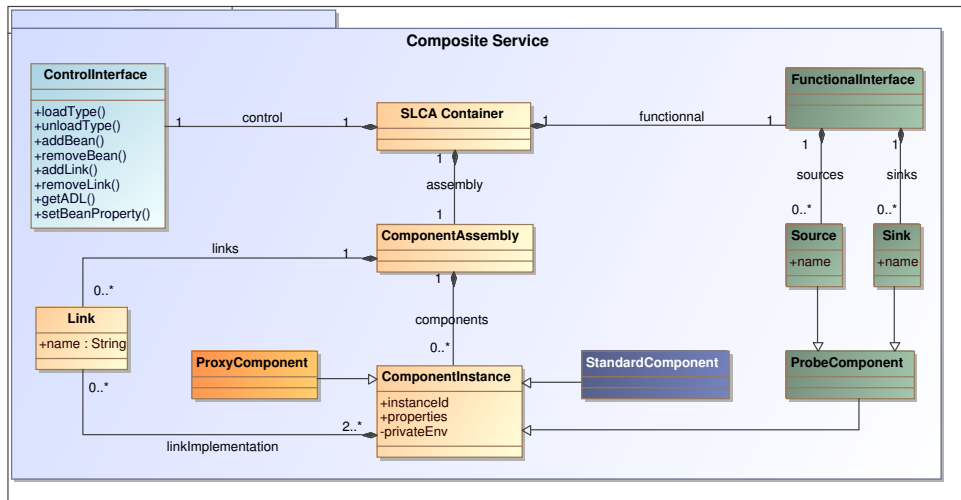 Composite Service
ControlInterface
+loadType()
+unloadType()
+addBean()
+removeBean()
+addLink()
+removeLink()
+getADL()
+setBeanProperty()
1
control
1
SLCA Container
1
functionnal
1
FunctionalInterface
1
assembly
1
1
sources
0..*
1
sinks
0..*
ComponentAssembly
1
links
0..*
1
components
0..*
Source
+name
Sink
+name
Link
+name : String
0..*
linkImplementation
2..*
ProxyComponent
ComponentInstance
+instanceId
+properties
-privateEnv
StandardComponent
ProbeComponent